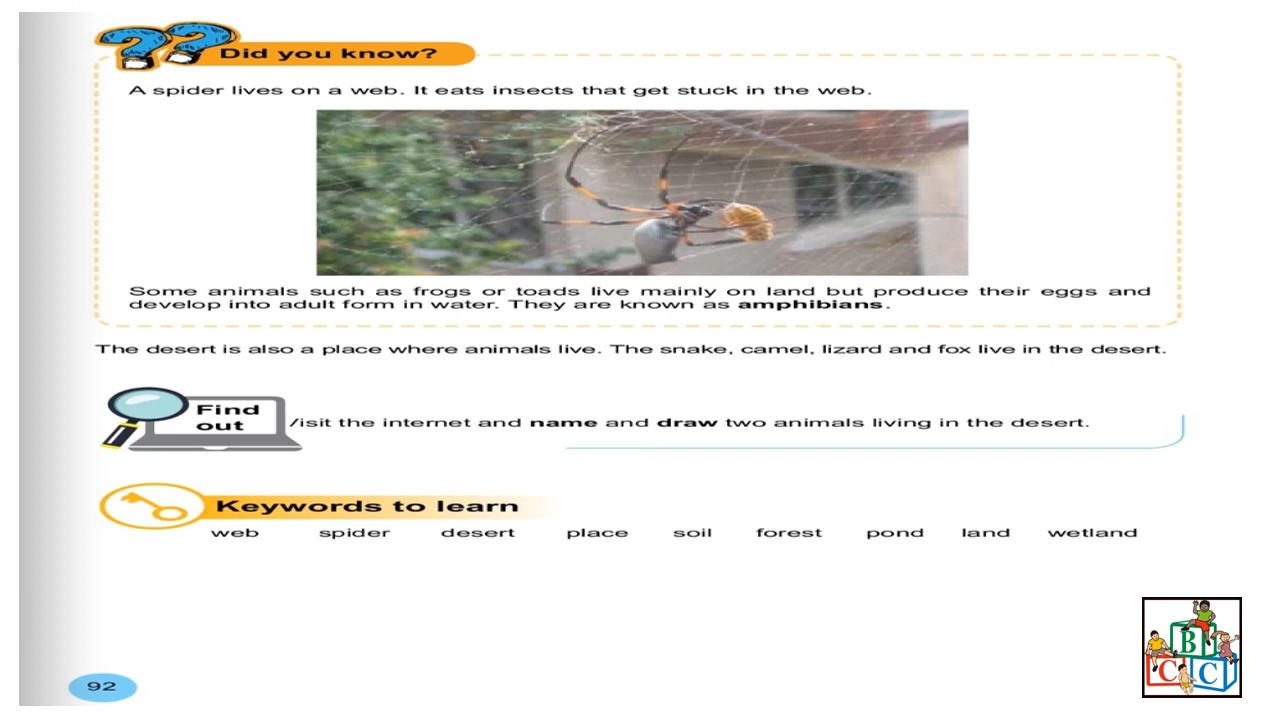 Did you know?
A spider lives on a web. It eats insects that get stuck in the web.
Some animals such as frogs or toads live mainly on land but produce their eggs and
develop into adult form in water. They are known as amphibians.
The desert is also a place where animals live. The snake, camel, lizard and fox live in the desert.
Find
out
/isit the internet and name and draw two animals living in the desert.
Keywords to learn
web spider desert place soil forest pond land wetland
92
B
C C